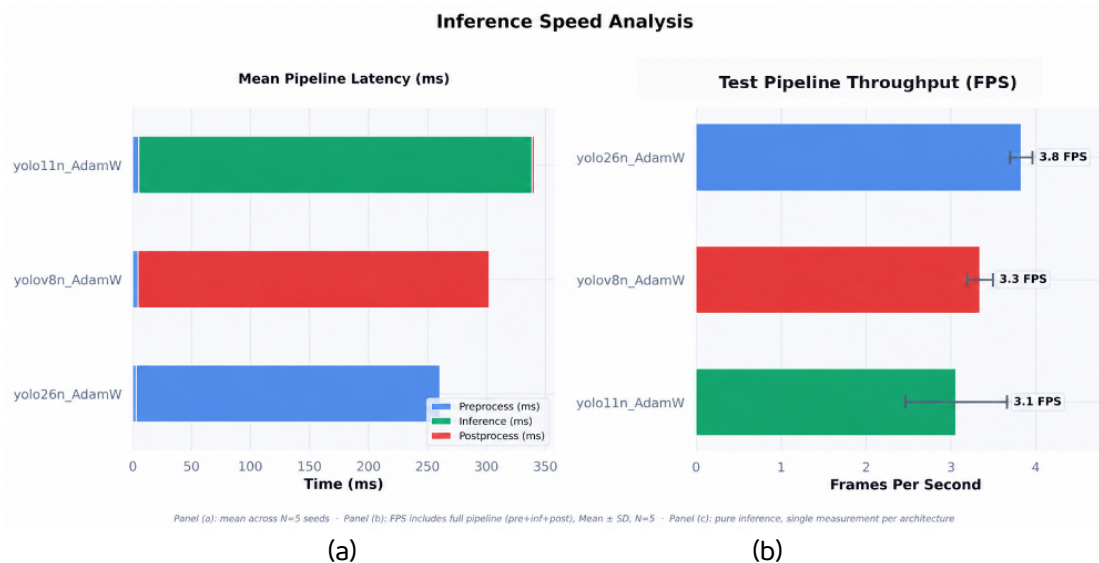 Inference Speed Analysis
Mean Pipeline Latency (ms)
yolo11n_AdamW
yolov8n_AdamW
yolo26n_AdamW
Preprocess (ms)
Inference (ms)
Postprocess (ms)
0 50 100 150 200 250 300 350
Time (ms)
Test Pipeline Throughput (FPS)
yolo26n_AdamW
3.8 FPS
yolov8n_AdamW
3.3 FPS
yolo11n_AdamW
3.1 FPS
0 1 2 3 4
Frames Per Second
Panel (a): mean across N=5 seeds · Panel (b): FPS includes full pipeline (pre+inf+post), Mean ± SD, N=5 · Panel (c): pure inference, single measurement per architecture
(a)
(b)